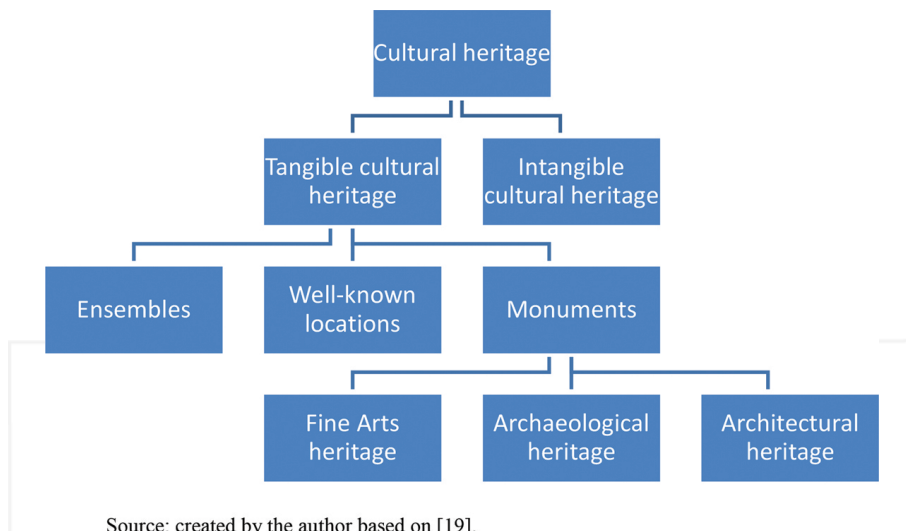 Cultural heritage
Tangible cultural
heritage
Intangible
cultural heritage
Ensembles
Well-known
locations
Monuments
Fine Arts
heritage
Archaeological
heritage
Architectural
heritage
Source: created by the author based on [19].